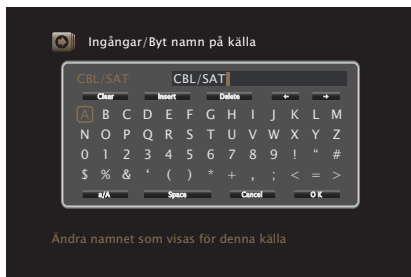 Ingångar/Byt namn på källa
CBL/SAT CBL/SAT
Clear Insert Delete ← →
A B C D E F G H I J K L M
N O P Q R S T U V W X Y Z
0 1 2 3 4 5 6 7 8 9 ! “ #
$ % & ‘ ( ) * + , ; < = >
a/A Space Cancel OK
Ändra namnet som visas för denna källa